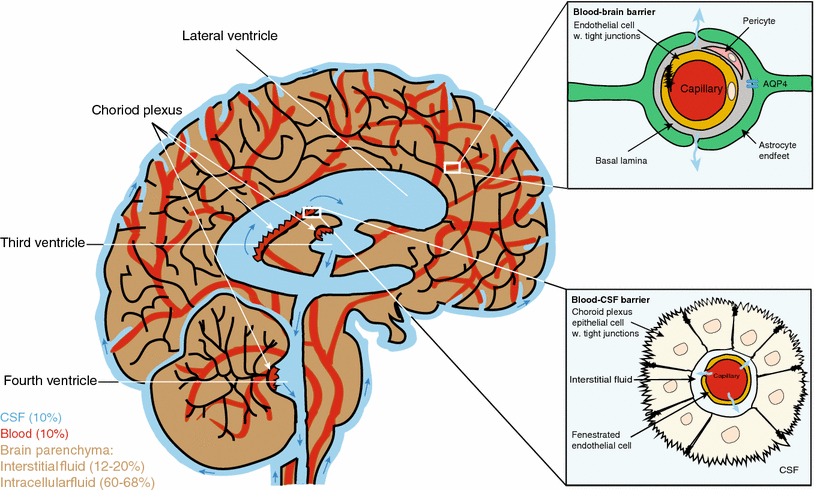 Lateral ventricle
Choriod plexus
Third ventricle
Fourth ventricle
CSF (10%)
Blood (10%)
Brain parenchyma:
Interstitial fluid (12-20%)
Intracellularfluid (60-68%)
Blood-brain barrier
Endothelial cell
w. tight junctions
Pericyte
Capillary
AQP4
Basal lamina
Astrocyte
endfeet
Blood-CSF barrier
Choroid plexus
epithelial cell
w. tight junctions
Interstitial fluid
Capillary
Fenestrated
endothelial cell
CSF